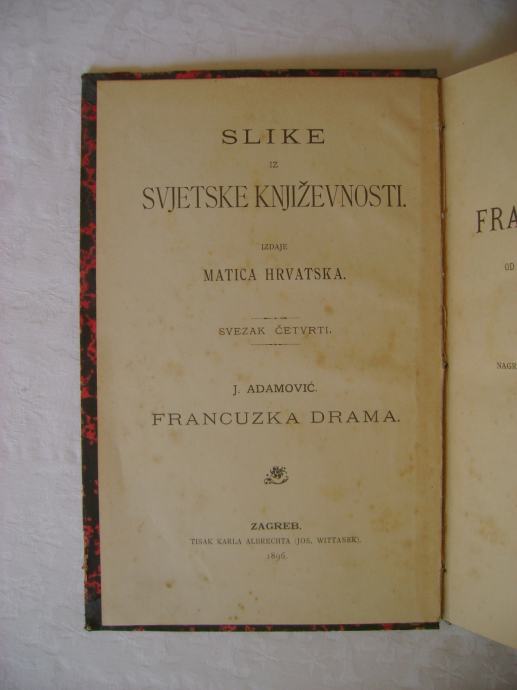 SLIKE
IZ
SVJETSKE KNJIŽEVNOSTI.
IZDAJE
MATICA HRVATSKA.
SVEZAK ČETVRTI.
J. ADAMOVIĆ.
FRANCUZKA DRAMA.
ZAGREB.
TISAK KARLA ALBRECHTA (JOS. WITTASEK).
1896.
FRA
OD
NAGR